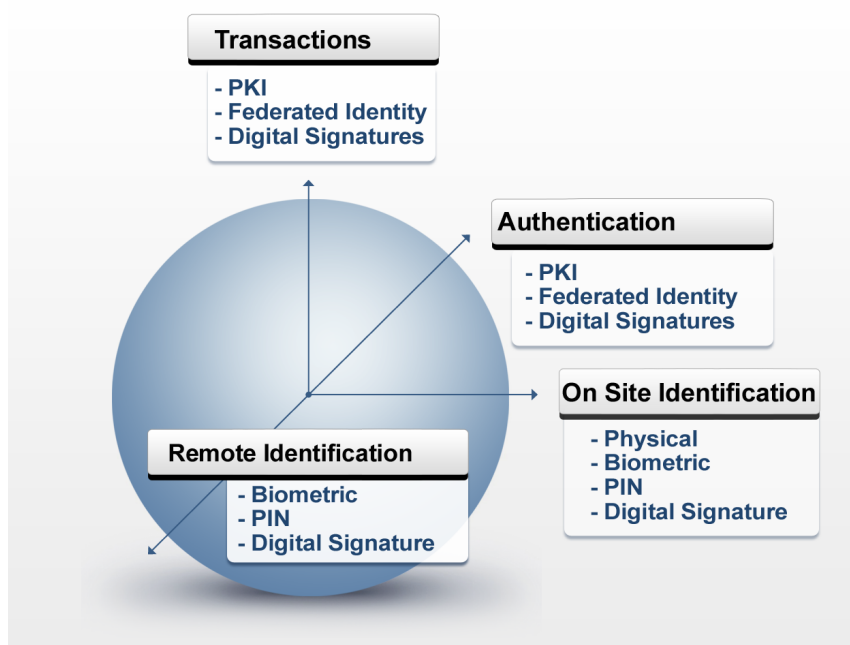 Transactions
- PKI
- Federated Identity
- Digital Signatures
Authentication
- PKI
- Federated Identity
- Digital Signatures
On Site Identification
- Physical
- Biometric
- PIN
- Digital Signature
Remote Identification
- Biometric
- PIN
- Digital Signature